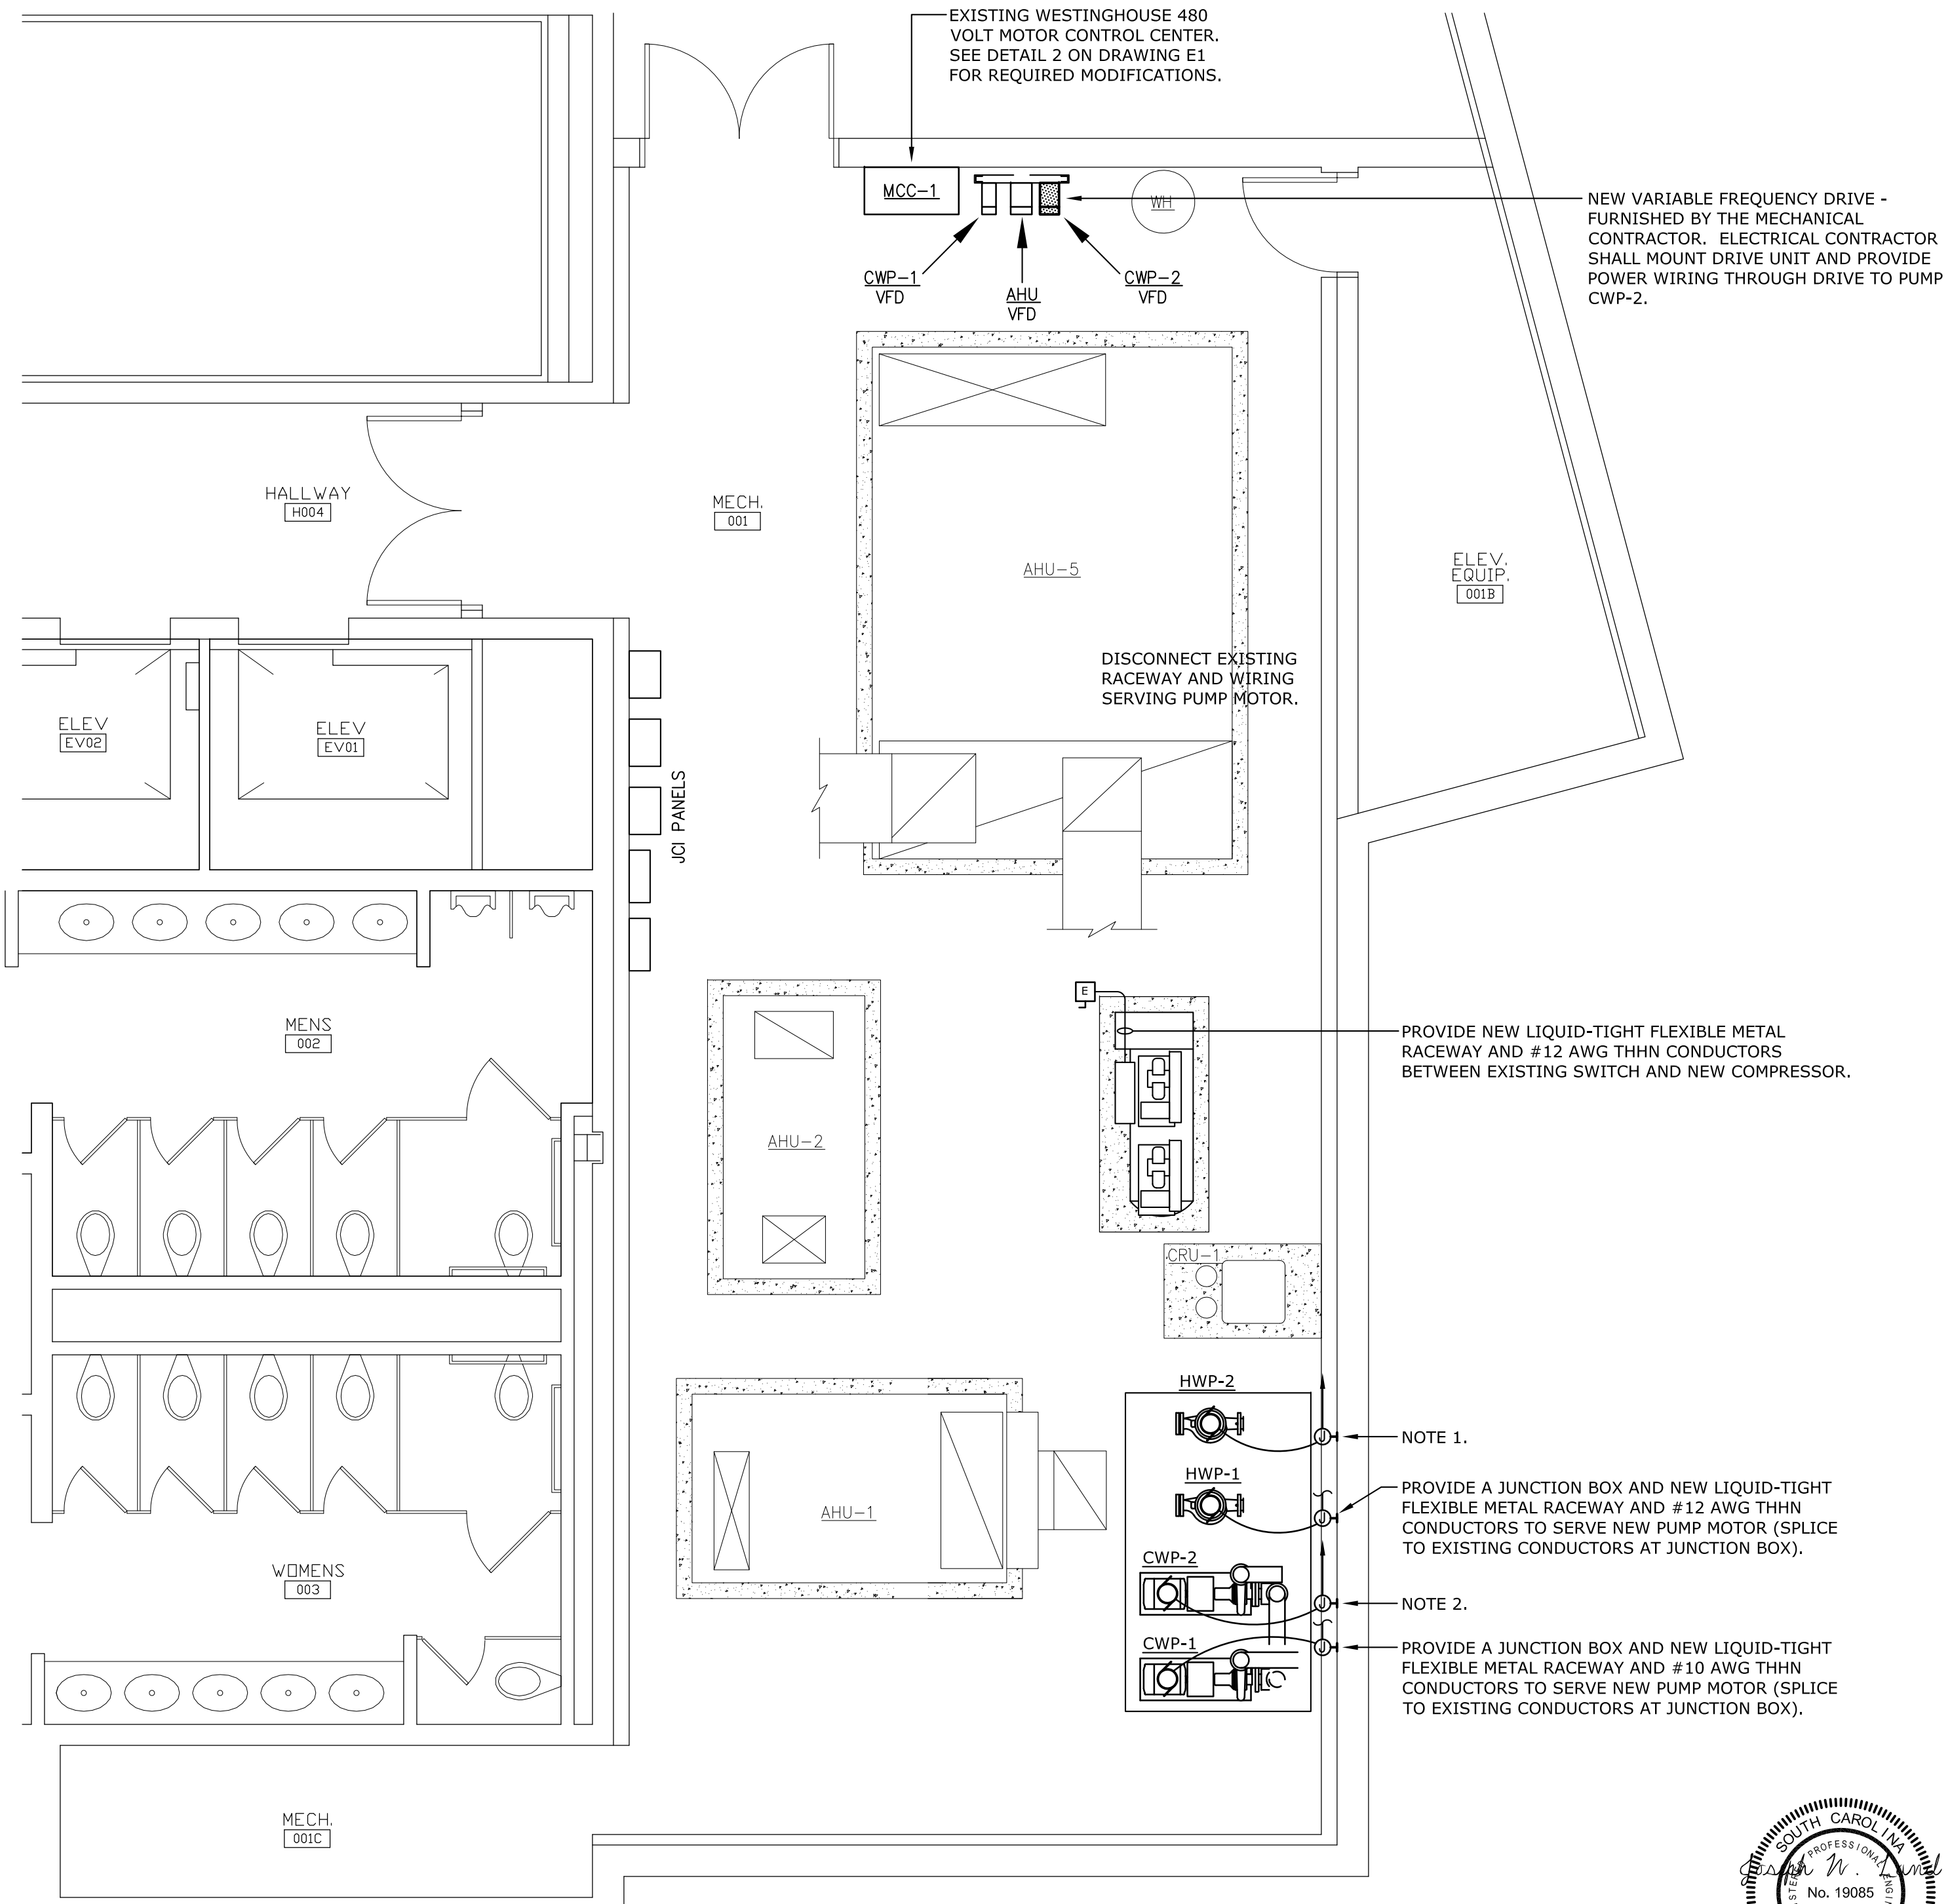 EXISTING WESTINGHOUSE 480
VOLT MOTOR CONTROL CENTER.
SEE DETAIL 2 ON DRAWING E1
FOR REQUIRED MODIFICATIONS.
MCC-1
WH
NEW VARIABLE FREQUENCY DRIVE -
FURNISHED BY THE MECHANICAL
CONTRACTOR. ELECTRICAL CONTRACTOR
SHALL MOUNT DRIVE UNIT AND PROVIDE
POWER WIRING THROUGH DRIVE TO PUMP
CWP-2.
CWP-1
VFD
AHU
VFD
CWP-2
VFD
HALLWAY
H004
MECH.
001
AHU-5
ELEV.
EQUIP.
001B
DISCONNECT EXISTING
RACEWAY AND WIRING
SERVING PUMP MOTOR.
ELEV
EV02
ELEV
EV01
JCI PANELS
E
MENS
002
PROVIDE NEW LIQUID-TIGHT FLEXIBLE METAL
RACEWAY AND #12 AWG THHN CONDUCTORS
BETWEEN EXISTING SWITCH AND NEW COMPRESSOR.
AHU-2
CRU-1
HWP-2
J
NOTE 1.
HWP-1
J
PROVIDE A JUNCTION BOX AND NEW LIQUID-TIGHT
FLEXIBLE METAL RACEWAY AND #12 AWG THHN
CONDUCTORS TO SERVE NEW PUMP MOTOR (SPLICE
TO EXISTING CONDUCTORS AT JUNCTION BOX).
AHU-1
CWP-2
J
NOTE 2.
WOMENS
003
CWP-1
J
PROVIDE A JUNCTION BOX AND NEW LIQUID-TIGHT
FLEXIBLE METAL RACEWAY AND #10 AWG THHN
CONDUCTORS TO SERVE NEW PUMP MOTOR (SPLICE
TO EXISTING CONDUCTORS AT JUNCTION BOX).
MECH.
001C
SOUTH CAROLINA
PROFESSIONAL
Joseph W. Land
No. 19085